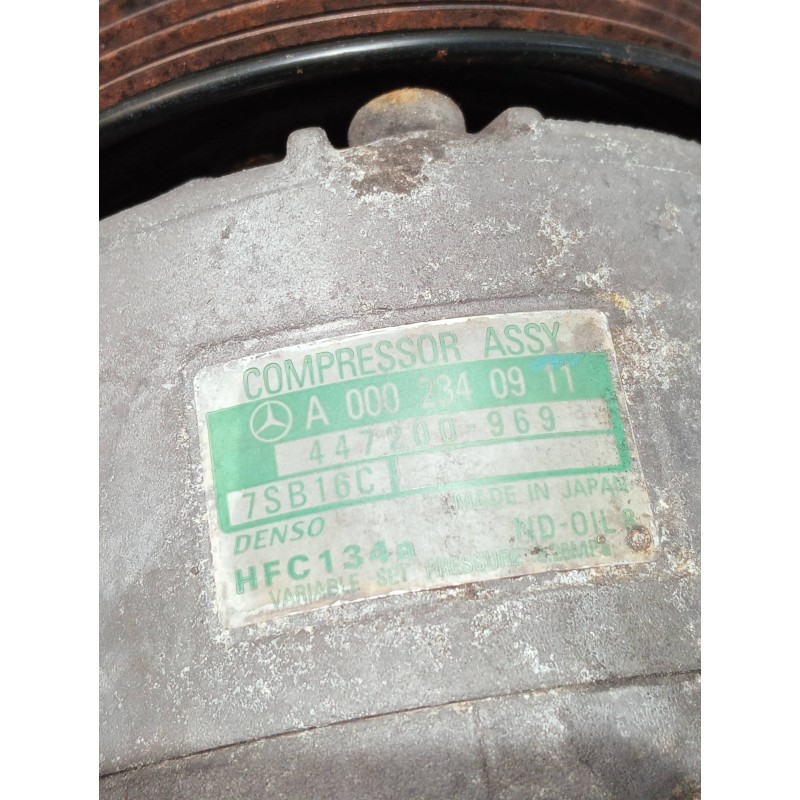 COMPRESSOR ASSY
A 000 234 09 11
447200 969
7SB16C
MADE IN JAPAN
DENSO ND-OIL 8
HFC134a
VARIABLE SET PRESSURE